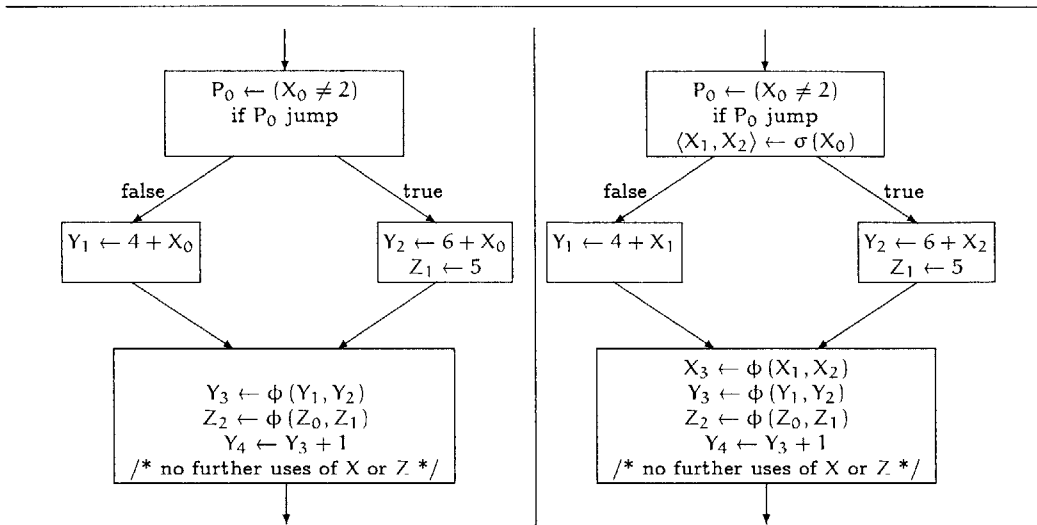 P₀ ← (X₀ ≠ 2)
if P₀ jump
false
true
Y₁ ← 4 + X₀
Y₂ ← 6 + X₀
Z₁ ← 5
Y₃ ← ϕ (Y₁, Y₂)
Z₂ ← ϕ (Z₀, Z₁)
Y₄ ← Y₃ + 1
/* no further uses of X or Z */
P₀ ← (X₀ ≠ 2)
if P₀ jump
⟨X₁, X₂⟩ ← σ (X₀)
false
true
Y₁ ← 4 + X₁
Y₂ ← 6 + X₂
Z₁ ← 5
X₃ ← ϕ (X₁, X₂)
Y₃ ← ϕ (Y₁, Y₂)
Z₂ ← ϕ (Z₀, Z₁)
Y₄ ← Y₃ + 1
/* no further uses of X or Z */